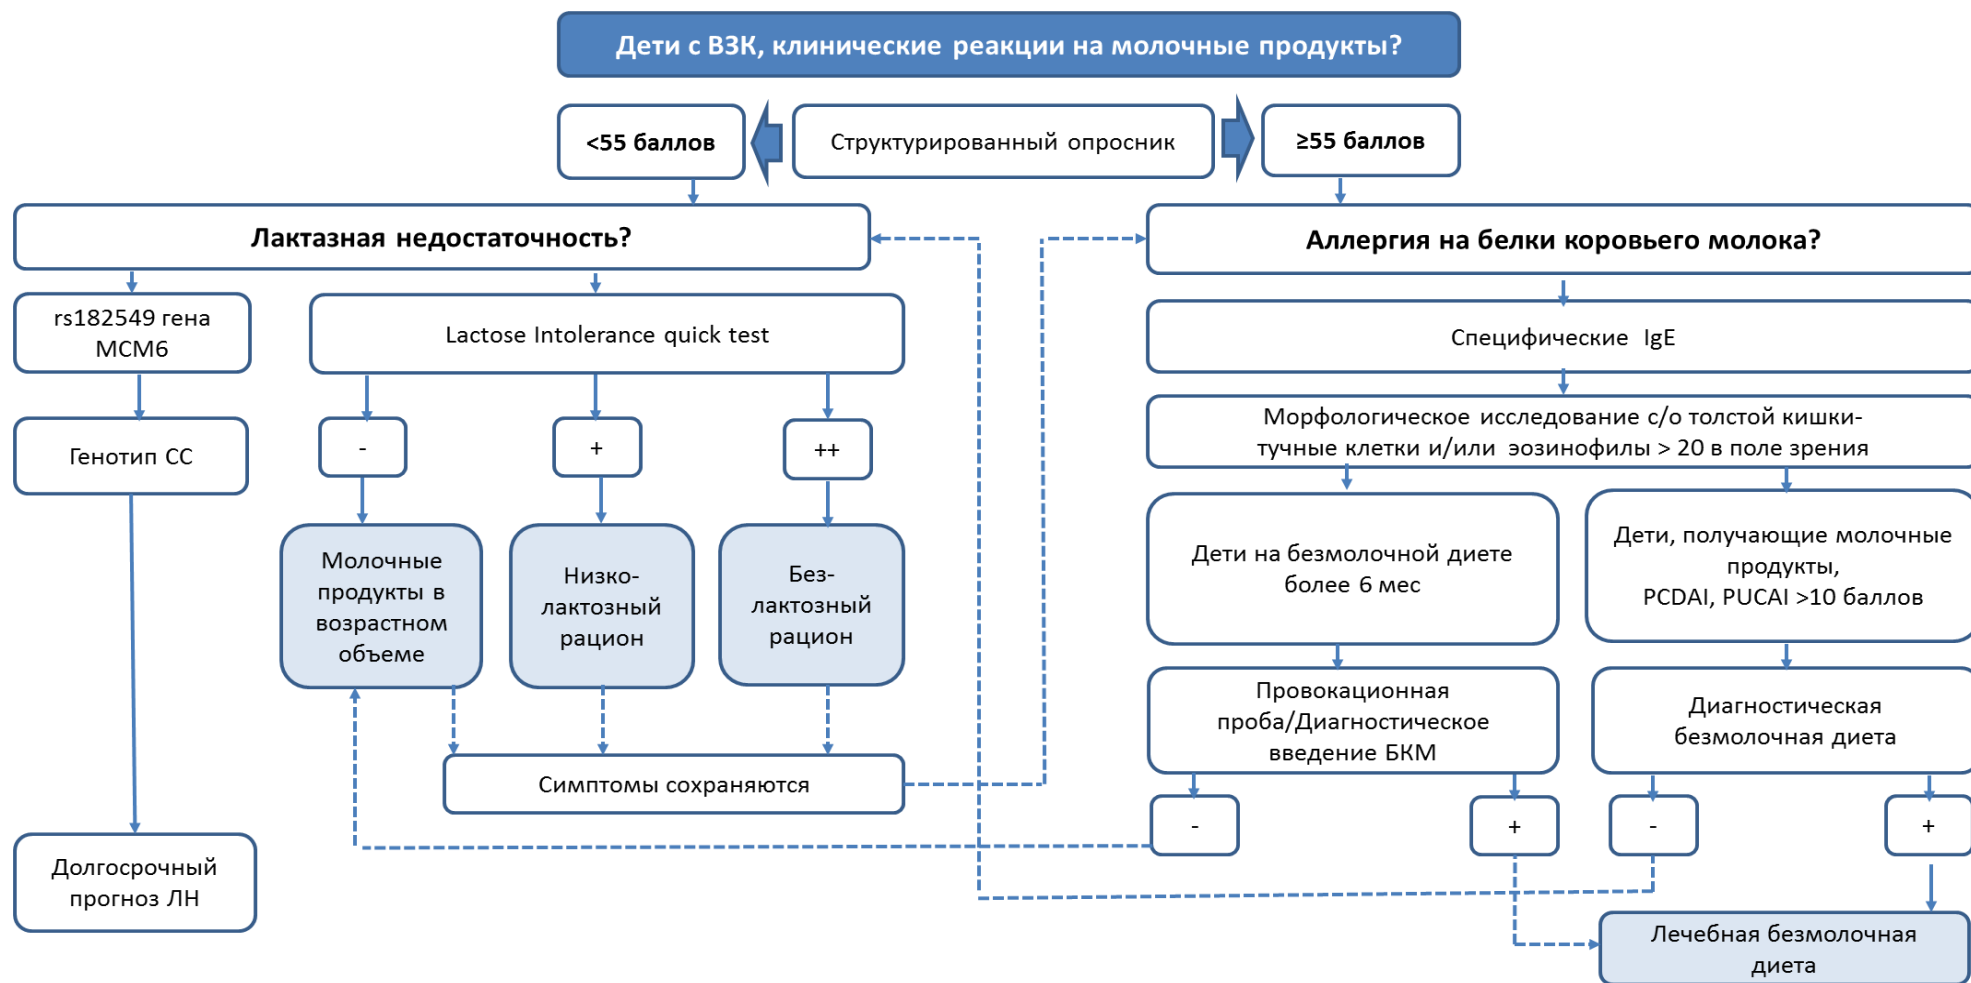 Дети с ВЗК, клинические реакции на молочные продукты?
<55 баллов
Структурированный опросник
≥55 баллов
Лактазная недостаточность?
Аллергия на белки коровьего молока?
rs182549 гена
MCM6
Lactose Intolerance quick test
Специфические IgE
Генотип СС
-
+
++
Морфологическое исследование с/о толстой кишки-
тучные клетки и/или эозинофилы > 20 в поле зрения
Молочные
продукты в
возрастном
объеме
Низко-
лактозный
рацион
Без-
лактозный
рацион
Дети на безмолочной диете
более 6 мес
Дети, получающие молочные
продукты,
PCDAI, PUCAI >10 баллов
Симптомы сохраняются
Провокационная
проба/Диагностическое
введение БКМ
Диагностическая
безмолочная диета
-
+
-
+
Долгосрочный
прогноз ЛН
Лечебная безмолочная
диета